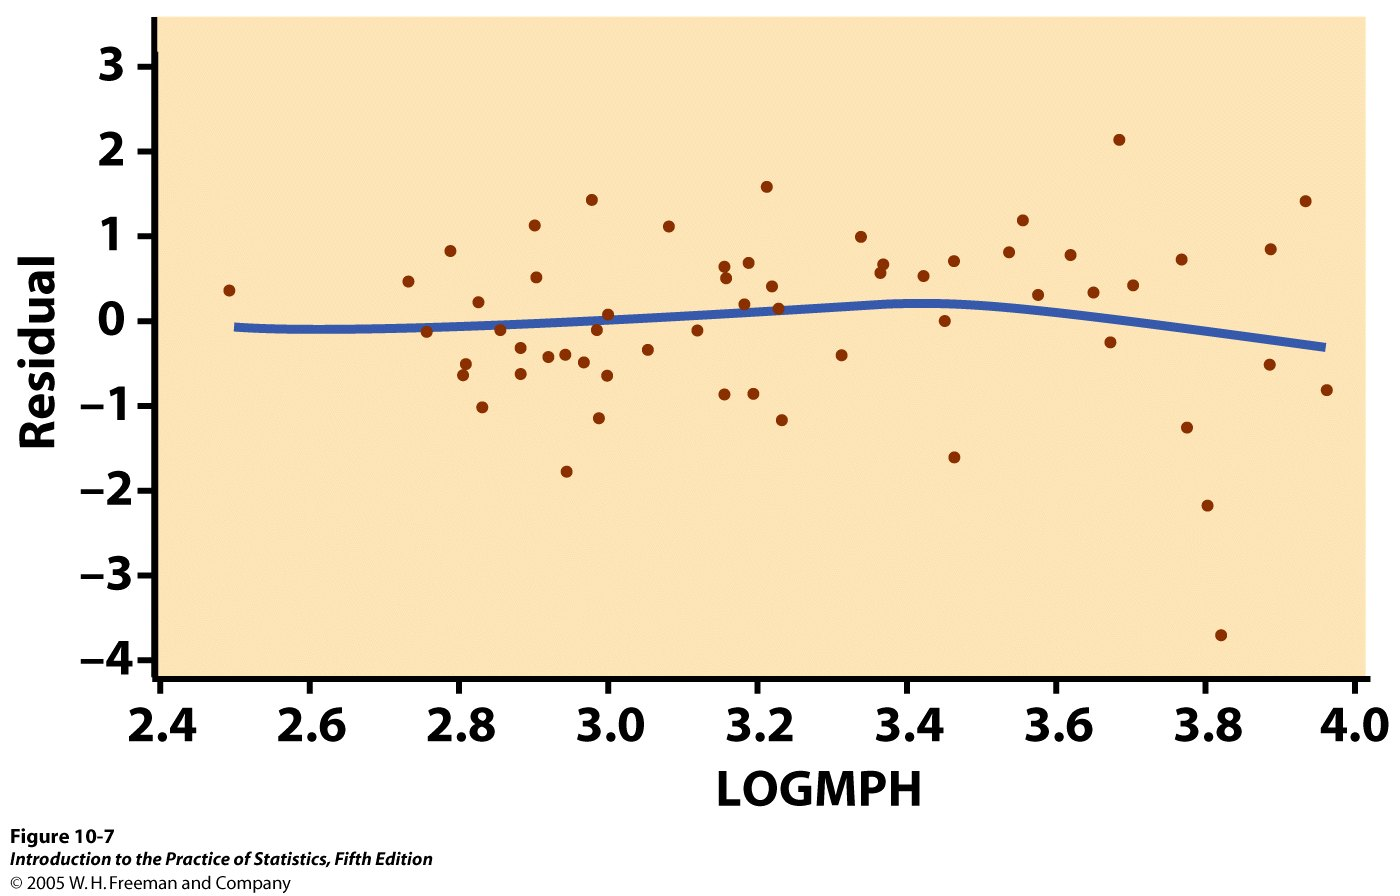 3
2
1
0
−1
−2
−3
−4
Residual
2.4 2.6 2.8 3.0 3.2 3.4 3.6 3.8 4.0
LOGMPH
Figure 10-7
Introduction to the Practice of Statistics, Fifth Edition
© 2005 W. H. Freeman and Company